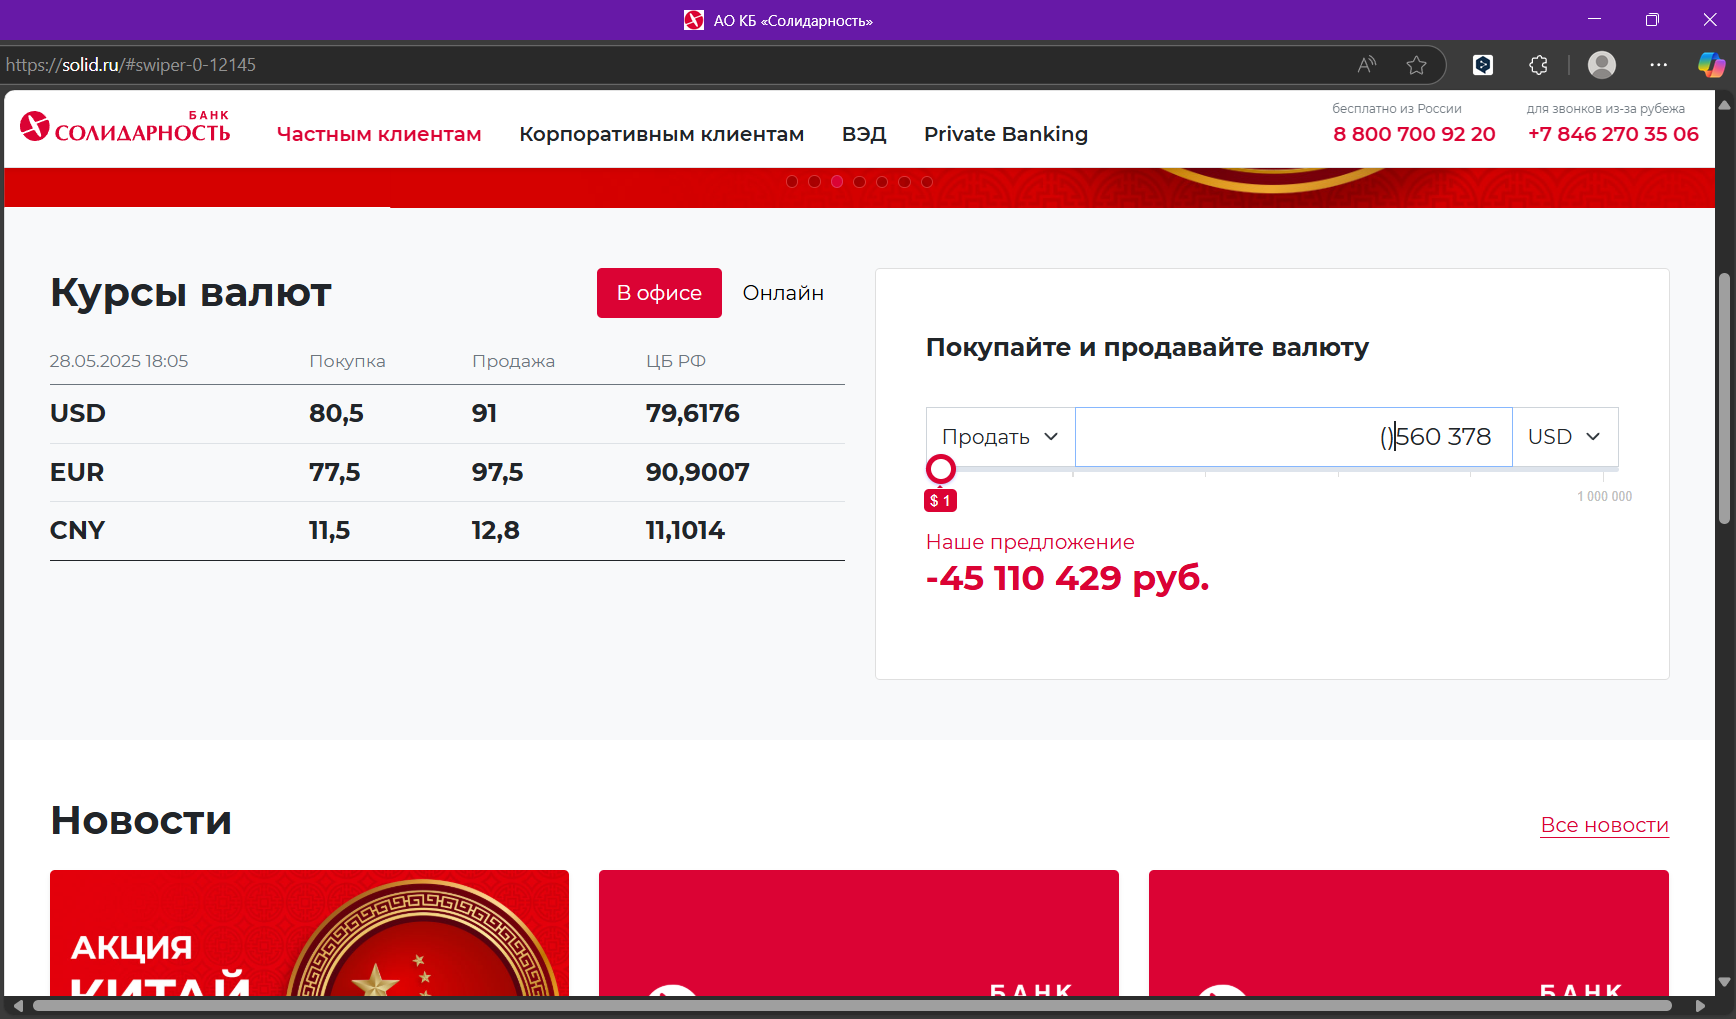 АО КБ «Солидарность»
https://solid.ru/#swiper-0-12145
БАНК
СОЛИДАРНОСТЬ
Частным клиентам
Корпоративным клиентам
ВЭД
Private Banking
бесплатно из России
8 800 700 92 20
для звонков из-за рубежа
+7 846 270 35 06
Курсы валют
В офисе
Онлайн
28.05.2025 18:05 Покупка Продажа ЦБ РФ
USD 80,5 91 79,6176
EUR 77,5 97,5 90,9007
CNY 11,5 12,8 11,1014
Покупайте и продавайте валюту
Продать ()560 378 USD
$ 1
1 000 000
Наше предложение
-45 110 429 руб.
Новости
Все новости
АКЦИЯ
КИТАЙ
БАНК
БАНК